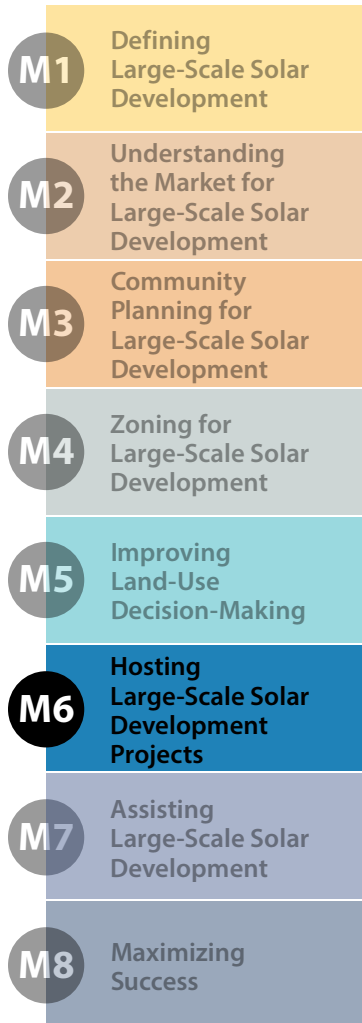 M1
Defining
Large-Scale Solar
Development
M2
Understanding
the Market for
Large-Scale Solar
Development
M3
Community
Planning for
Large-Scale Solar
Development
M4
Zoning for
Large-Scale Solar
Development
M5
Improving
Land-Use
Decision-Making
M6
Hosting
Large-Scale Solar
Development
Projects
M7
Assisting
Large-Scale Solar
Development
M8
Maximizing
Success